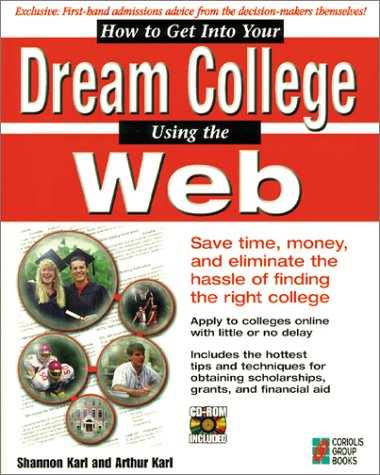 Exclusive: First-hand admissions advice from the decision-makers themselves!
How to Get Into Your
Dream College
Using the
Web
Save time, money,
and eliminate the
hassle of finding
the right college
Apply to colleges online
with little or no delay
Includes the hottest
tips and techniques for
obtaining scholarships,
grants, and financial aid
CD-ROM
INCLUDED
Shannon Karl and Arthur Karl
CORIOLIS
GROUP
BOOKS